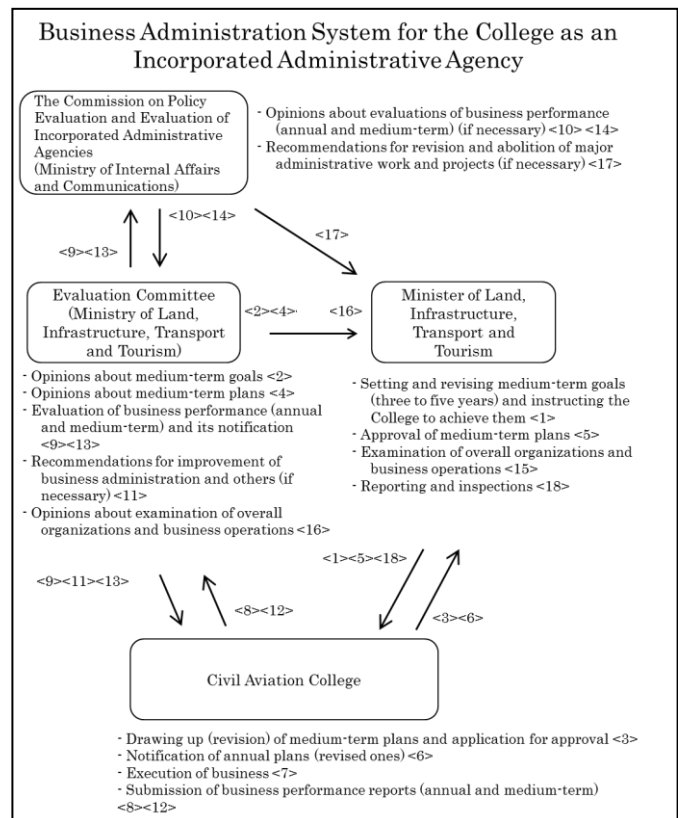 Business Administration System for the College as an
Incorporated Administrative Agency
The Commission on Policy
Evaluation and Evaluation of
Incorporated Administrative
Agencies
(Ministry of Internal Affairs
and Communications)
- Opinions about evaluations of business performance
(annual and medium-term) (if necessary) <10> <14>
- Recommendations for revision and abolition of major
administrative work and projects (if necessary) <17>
<9><13>
<10><14>
<17>
Evaluation Committee
(Ministry of Land,
Infrastructure, Transport
and Tourism)
<2><4>
<16>
Minister of Land,
Infrastructure,
Transport and
Tourism
- Opinions about medium-term goals <2>
- Opinions about medium-term plans <4>
- Evaluation of business performance (annual
and medium-term) and its notification
<9><13>
- Recommendations for improvement of
business administration and others (if
necessary) <11>
- Opinions about examination of overall
organizations and business operations <16>
- Setting and revising medium-term goals
(three to five years) and instructing the
College to achieve them <1>
- Approval of medium-term plans <5>
- Examination of overall organizations and
business operations <15>
- Reporting and inspections <18>
<9><11><13>
<8><12>
<1><5><18>
<3><6>
Civil Aviation College
- Drawing up (revision) of medium-term plans and application for approval <3>
- Notification of annual plans (revised ones) <6>
- Execution of business <7>
- Submission of business performance reports (annual and medium-term)
<8><12>